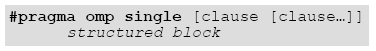 #pragma omp single [clause [clause…]]
structured block